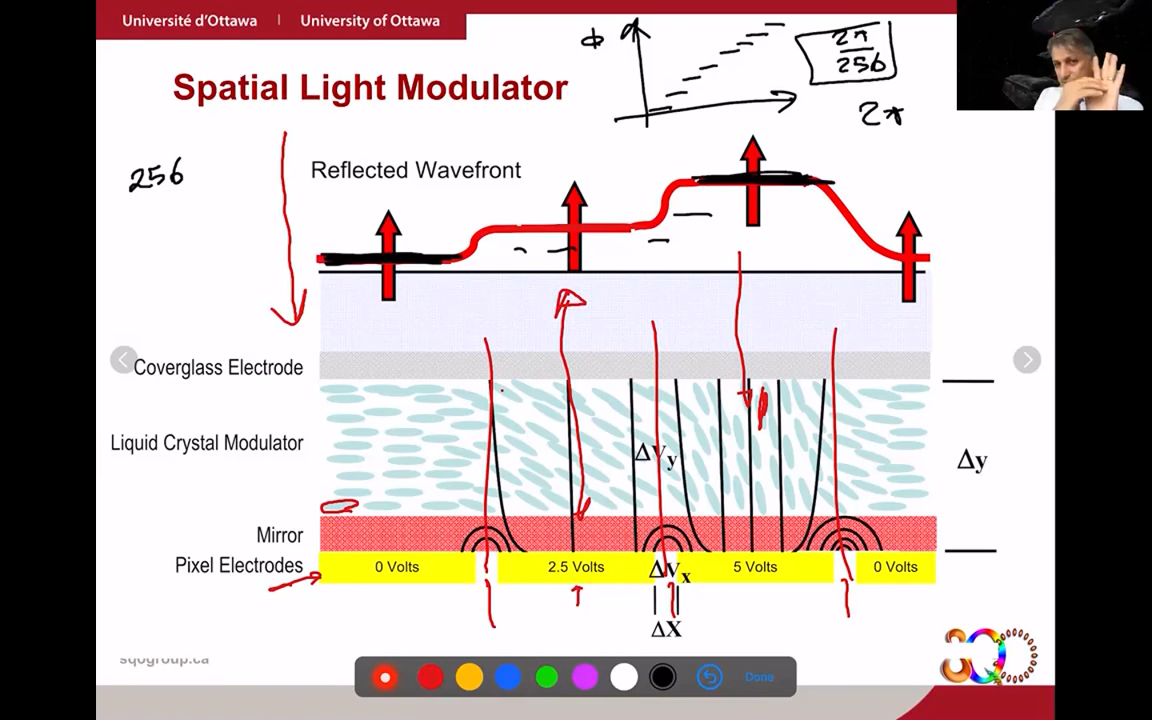 Université d'Ottawa | University of Ottawa
Spatial Light Modulator
ϕ
2π
256
2π
256
Reflected Wavefront
Coverglass Electrode
Liquid Crystal Modulator
ΔVy
Δy
Mirror
Pixel Electrodes
0 Volts
2.5 Volts
ΔVx
5 Volts
0 Volts
ΔX
sqogroup.ca
Done